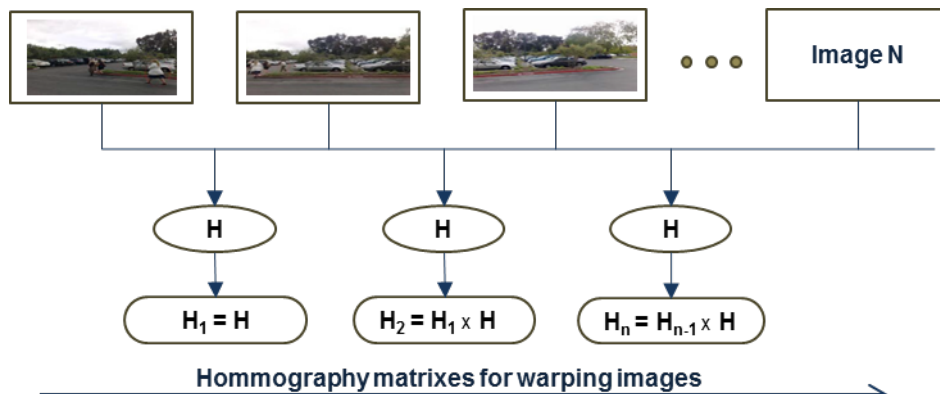 Image N
H H H
H₁ = H H₂ = H₁ x H Hₙ = Hₙ₋₁ x H
Hommography matrixes for warping images